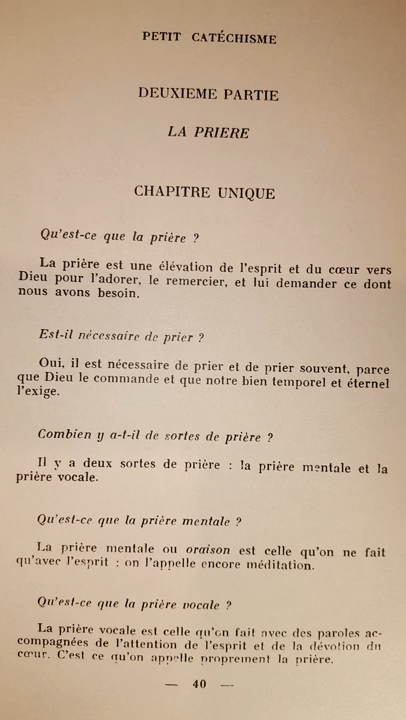 PETIT CATÉCHISME
DEUXIEME PARTIE
LA PRIERE
CHAPITRE UNIQUE
Qu'est-ce que la prière ?
La prière est une élévation de l'esprit et du cœur vers
Dieu pour l'adorer, le remercier, et lui demander ce dont
nous avons besoin.
Est-il nécessaire de prier ?
Oui, il est nécessaire de prier et de prier souvent, parce
que Dieu le commande et que notre bien temporel et éternel
l'exige.
Combien y a-t-il de sortes de prière ?
Il y a deux sortes de prière : la prière mentale et la
prière vocale.
Qu'est-ce que la prière mentale ?
La prière mentale ou oraison est celle qu'on ne fait
qu'avec l'esprit : on l'appelle encore méditation.
Qu'est-ce que la prière vocale ?
La prière vocale est celle qu'on fait avec des paroles ac-
compagnées de l'attention de l'esprit et de la dévotion du
cœur. C'est ce qu'on appelle proprement la prière.
— 40 —